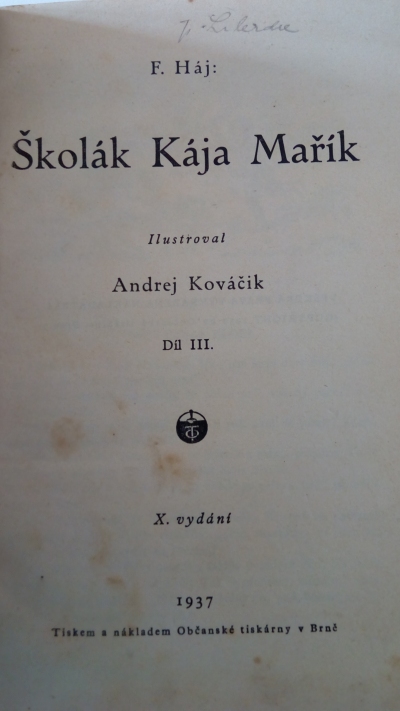 F. Háj:
Školák Kája Mařík
Ilustroval
Andrej Kováčik
Díl III.
X. vydání
1937
Tiskem a nákladem Občanské tiskárny v Brně